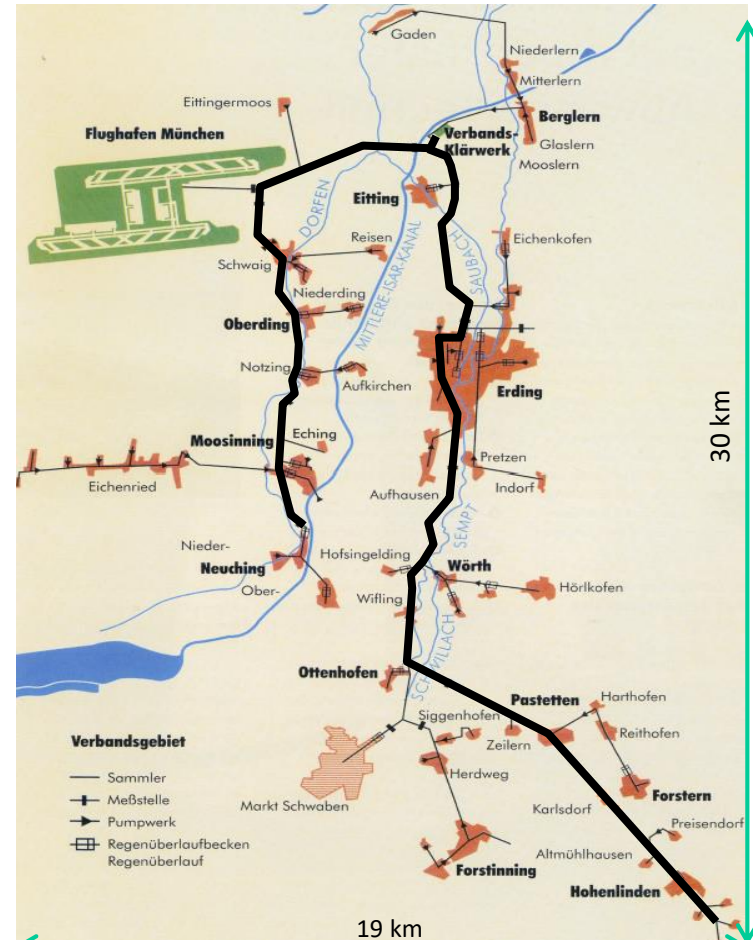 Gaden
Niederlern
Mitterlern
Eittingermoos
Berglern
Flughafen München
Verbands-
Klärwerk
Glaslern
Mooslern
Eitting
DORFEN
Reisen
SAUBACH
Eichenkofen
Schwaig
Niederding
MITTLERE-ISAR-KANAL
Oberding
Notzing
Aufkirchen
Erding
30 km
Moosinning
Eching
Pretzen
Eichenried
Aufhausen
Indorf
SEMPT
Nieder-
Hofsingelding
Neuching
Wörth
Ober-
Wifling
Hörlkofen
SCHWILLACH
Ottenhofen
Pastetten
Harthofen
Siggenhofen
Verbandsgebiet
Zeilern
Reithofen
Sammler
Herdweg
Meßstelle
Markt Schwaben
Karlsdorf
Forstern
Pumpwerk
Preisendorf
Regenüberlaufbecken
Regenüberlauf
Altmühlhausen
Forstinning
Hohenlinden
19 km